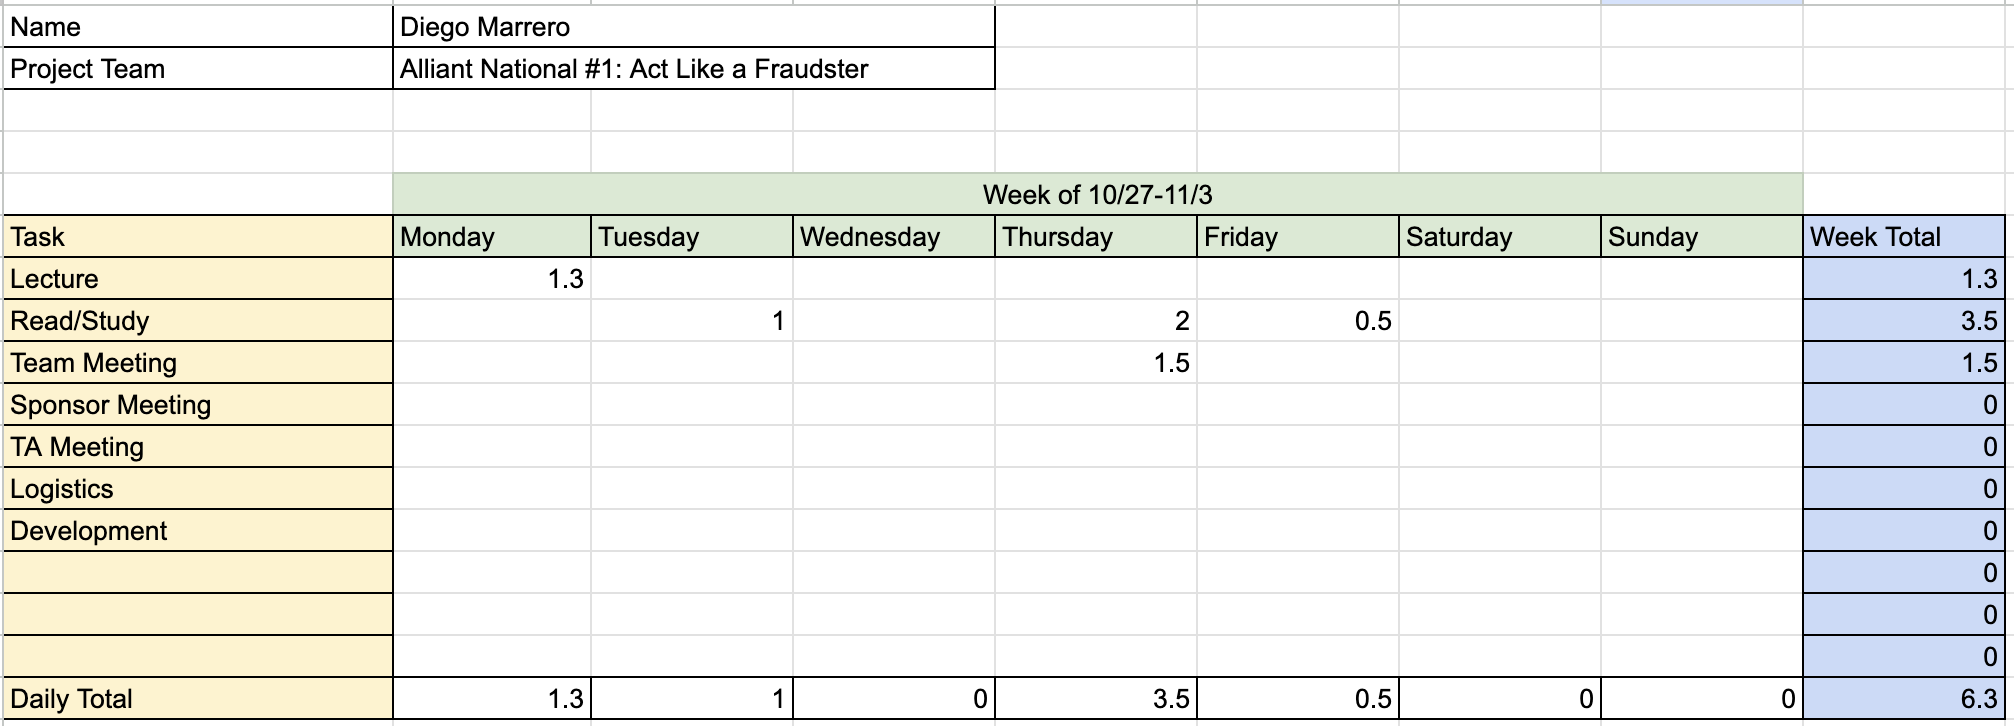 Name Diego Marrero
Project Team Alliant National #1: Act Like a Fraudster
Week of 10/27-11/3
Task Monday Tuesday Wednesday Thursday Friday Saturday Sunday Week Total
Lecture 1.3 1.3
Read/Study 1 2 0.5 3.5
Team Meeting 1.5 1.5
Sponsor Meeting 0
TA Meeting 0
Logistics 0
Development 0
0
0
0
Daily Total 1.3 1 0 3.5 0.5 0 0 6.3